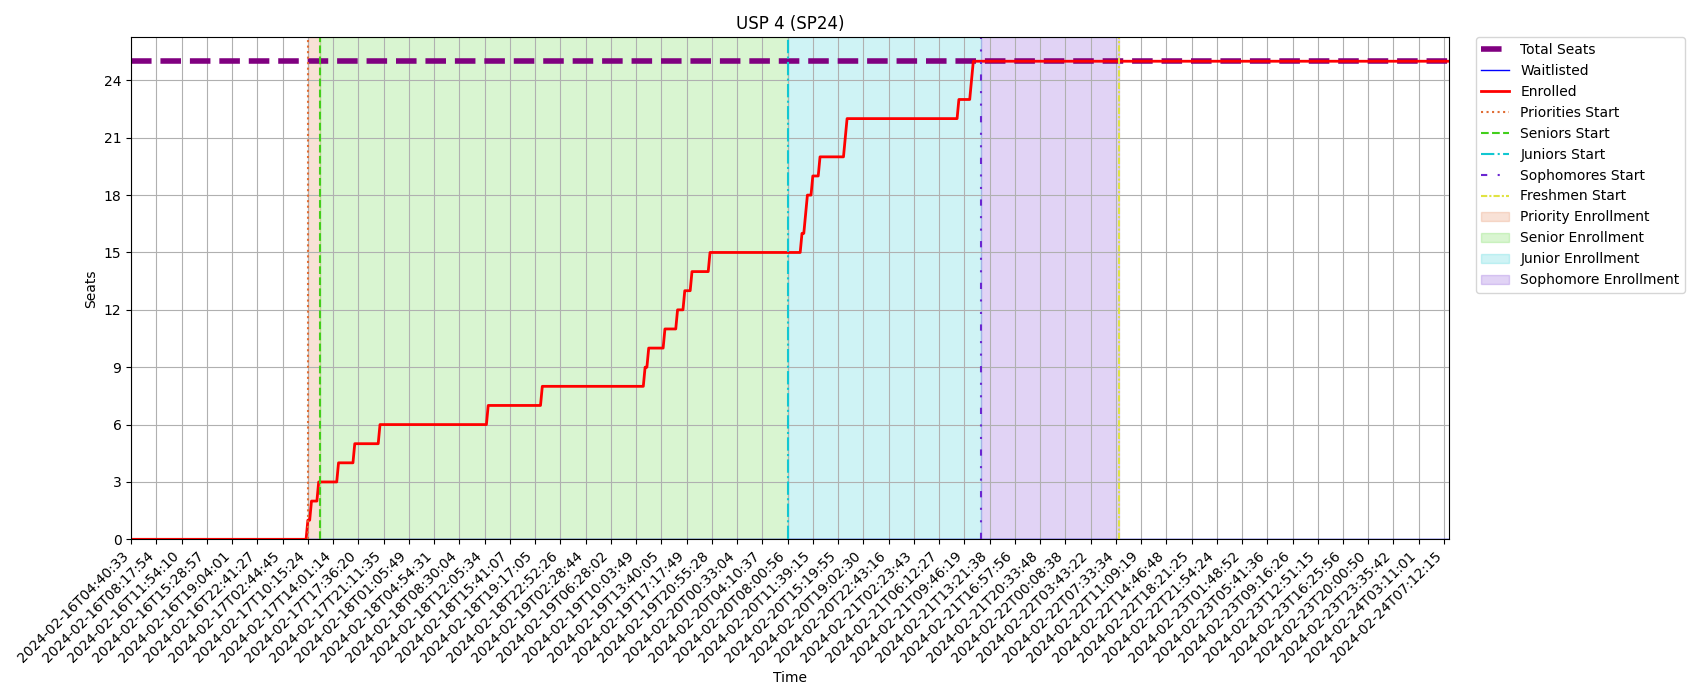 USP 4 (SP24)
Seats
24
21
18
15
12
9
6
3
0
2024-02-16T04:40:33
2024-02-16T08:17:54
2024-02-16T11:54:10
2024-02-16T15:28:57
2024-02-16T19:04:01
2024-02-16T22:41:27
2024-02-17T02:44:45
2024-02-17T10:15:24
2024-02-17T14:01:14
2024-02-17T17:36:20
2024-02-17T21:11:35
2024-02-18T01:05:49
2024-02-18T04:54:31
2024-02-18T08:30:04
2024-02-18T12:05:34
2024-02-18T15:41:07
2024-02-18T19:17:05
2024-02-18T22:52:26
2024-02-19T02:28:44
2024-02-19T06:28:02
2024-02-19T10:03:49
2024-02-19T13:40:05
2024-02-19T17:17:49
2024-02-19T20:55:28
2024-02-20T00:33:04
2024-02-20T04:10:37
2024-02-20T08:00:56
2024-02-20T11:39:15
2024-02-20T15:19:55
2024-02-20T19:02:30
2024-02-20T22:43:16
2024-02-21T02:23:43
2024-02-21T06:12:27
2024-02-21T09:46:19
2024-02-21T13:21:38
2024-02-21T16:57:56
2024-02-21T20:33:48
2024-02-22T00:08:38
2024-02-22T03:43:22
2024-02-22T07:33:34
2024-02-22T11:09:19
2024-02-22T14:46:48
2024-02-22T18:21:25
2024-02-22T21:54:24
2024-02-23T01:48:52
2024-02-23T05:41:36
2024-02-23T09:16:26
2024-02-23T12:51:15
2024-02-23T16:25:56
2024-02-23T20:00:50
2024-02-23T23:35:42
2024-02-24T03:11:01
2024-02-24T07:12:15
Time
Total Seats
Waitlisted
Enrolled
Priorities Start
Seniors Start
Juniors Start
Sophomores Start
Freshmen Start
Priority Enrollment
Senior Enrollment
Junior Enrollment
Sophomore Enrollment